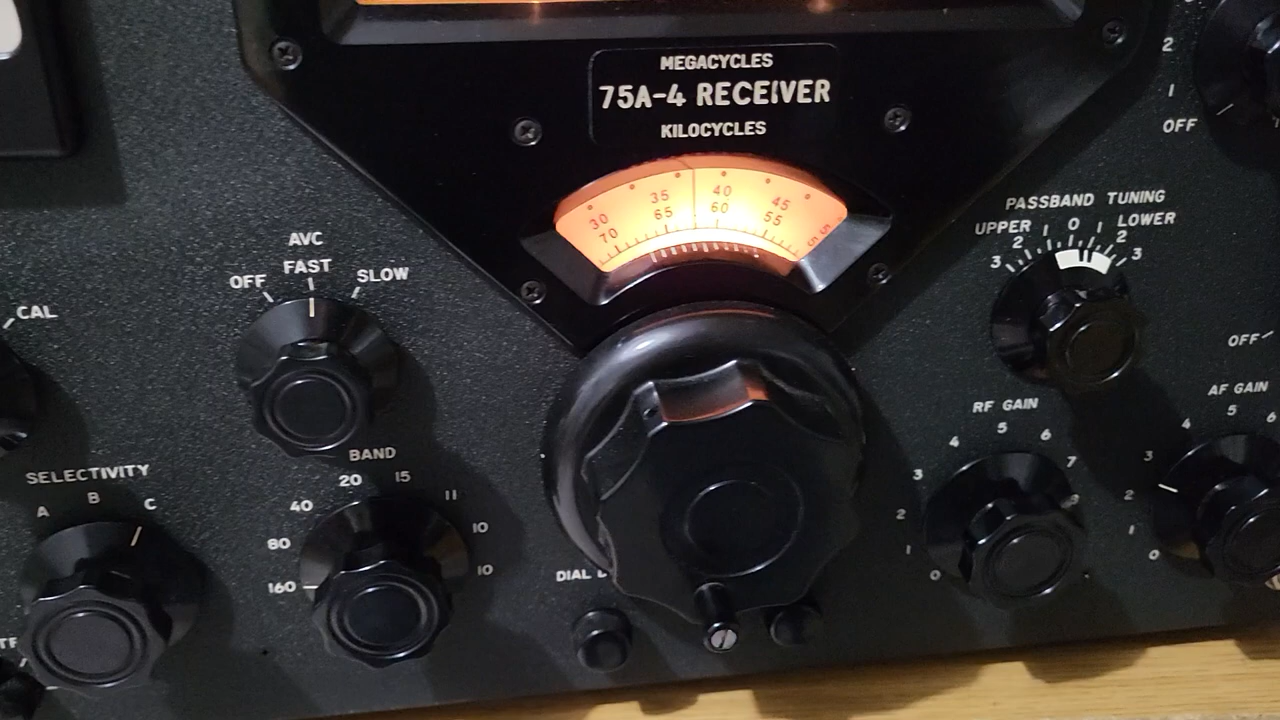 MEGACYCLES
75A-4 RECEIVER
KILOCYCLES
30 35 40 45
70 65 60 55
2
1
OFF
PASSBAND TUNING
UPPER 1 0 1 LOWER
3 2 2 3
AVC
OFF FAST SLOW
CAL
OFF
SELECTIVITY
A B C
BAND
160 80 40 20 15 11 10 10
DIAL
RF GAIN
0 1 2 3 4 5 6 7
AF GAIN
0 1 2 3 4 5 6